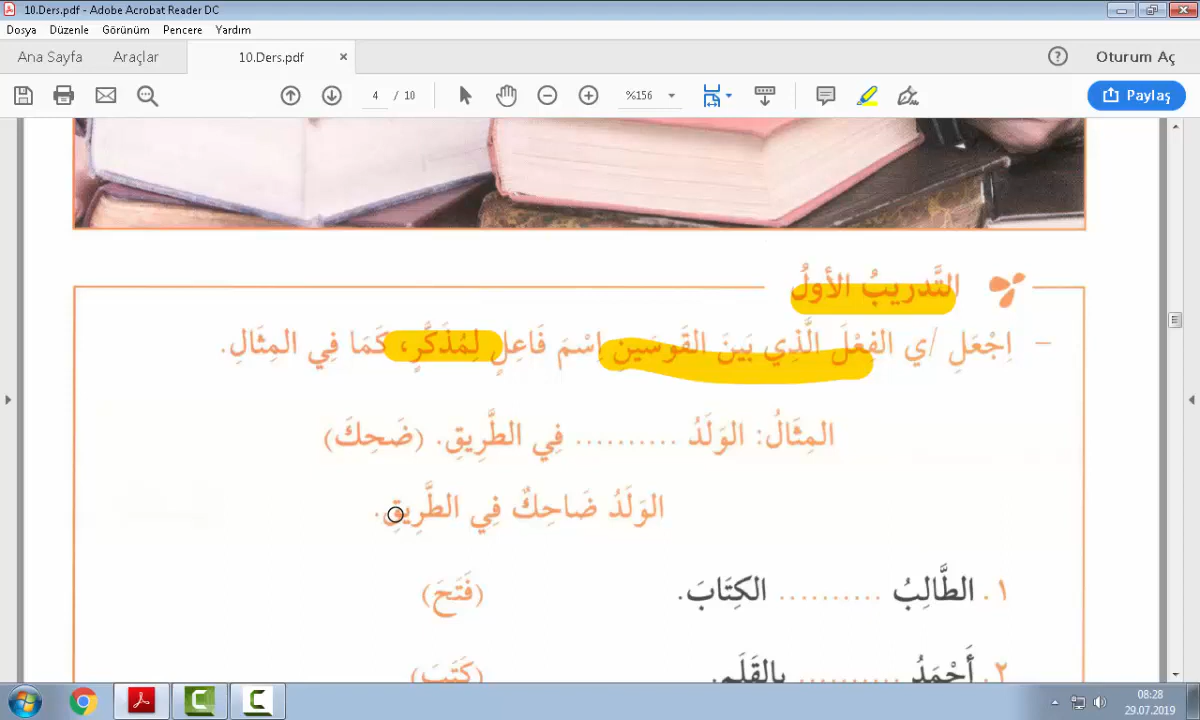 10.Ders.pdf - Adobe Acrobat Reader DC
Dosya Düzenle Görünüm Pencere Yardım
Ana Sayfa Araçlar 10.Ders.pdf × Oturum Aç
4 / 10 %156 Paylaş
التَّدرِيبُ الأولُ
- اِجْعَلِ /ي الفِعْلَ الَّذِي بَينَ القَوسَينِ اِسْمَ فَاعِلٍ لِمُذَكَّرٍ، كَمَا فِي المِثَالِ.
المِثَالُ: الوَلَدُ .......... فِي الطَّرِيقِ. (ضَحِكَ)
الوَلَدُ ضَاحِكٌ فِي الطَّرِيقِ.
١. الطَّالِبُ .......... الكِتَابَ. (فَتَحَ)
٢. أَحْمَدُ .......... بِالقَلَمِ. (كَتَبَ)
08:28
29.07.2019